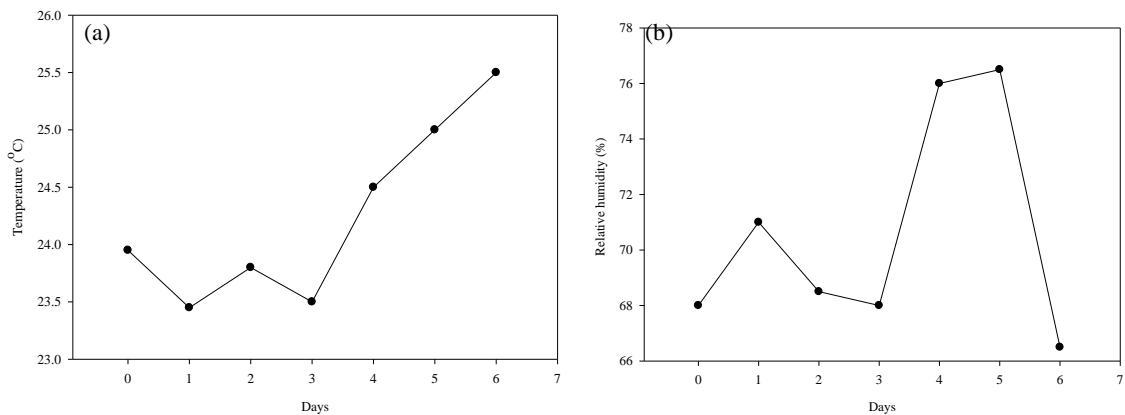 (a)
26.0
25.5
25.0
24.5
24.0
23.5
23.0
Temperature (°C)
0 1 2 3 4 5 6 7
Days
(b)
78
76
74
72
70
68
66
Relative humidity (%)
0 1 2 3 4 5 6 7
Days